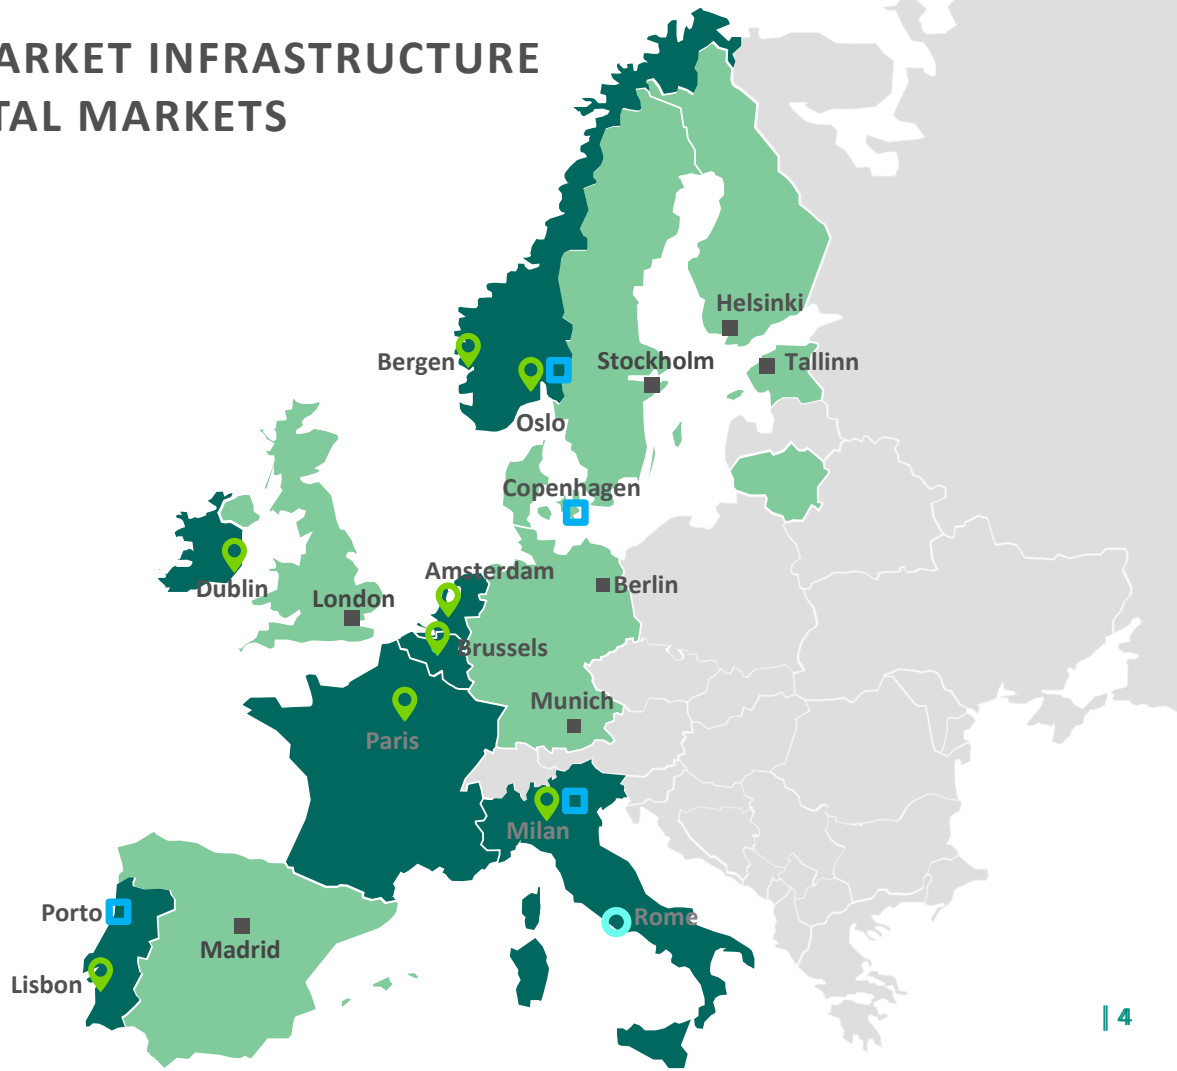 ARKET INFRASTRUCTURE
TAL MARKETS
Helsinki
Bergen
Stockholm
Tallinn
Oslo
Copenhagen
Amsterdam
Berlin
Dublin
London
Brussels
Munich
Paris
Milan
Porto
Rome
Madrid
Lisbon
| 4